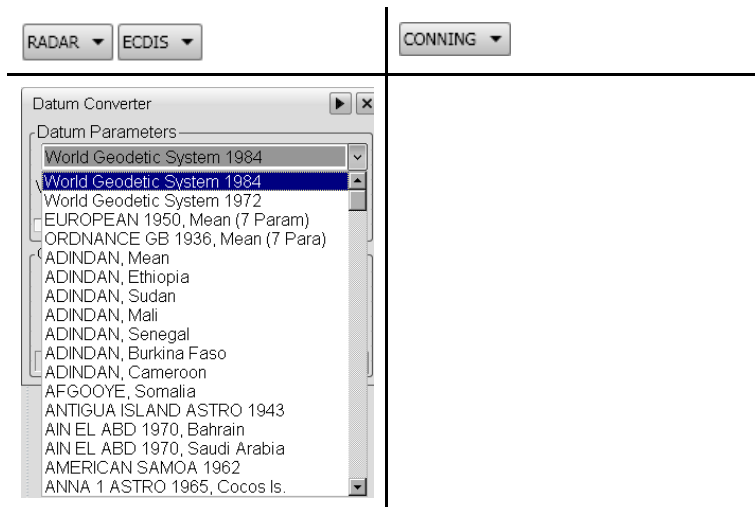 RADAR
ECDIS
CONNING
Datum Converter
Datum Parameters
World Geodetic System 1984
World Geodetic System 1984
World Geodetic System 1972
EUROPEAN 1950, Mean (7 Param)
ORDNANCE GB 1936, Mean (7 Para)
ADINDAN, Mean
ADINDAN, Ethiopia
ADINDAN, Sudan
ADINDAN, Mali
ADINDAN, Senegal
ADINDAN, Burkina Faso
ADINDAN, Cameroon
AFGOOYE, Somalia
ANTIGUA ISLAND ASTRO 1943
AIN EL ABD 1970, Bahrain
AIN EL ABD 1970, Saudi Arabia
AMERICAN SAMOA 1962
ANNA 1 ASTRO 1965, Cocos Is.